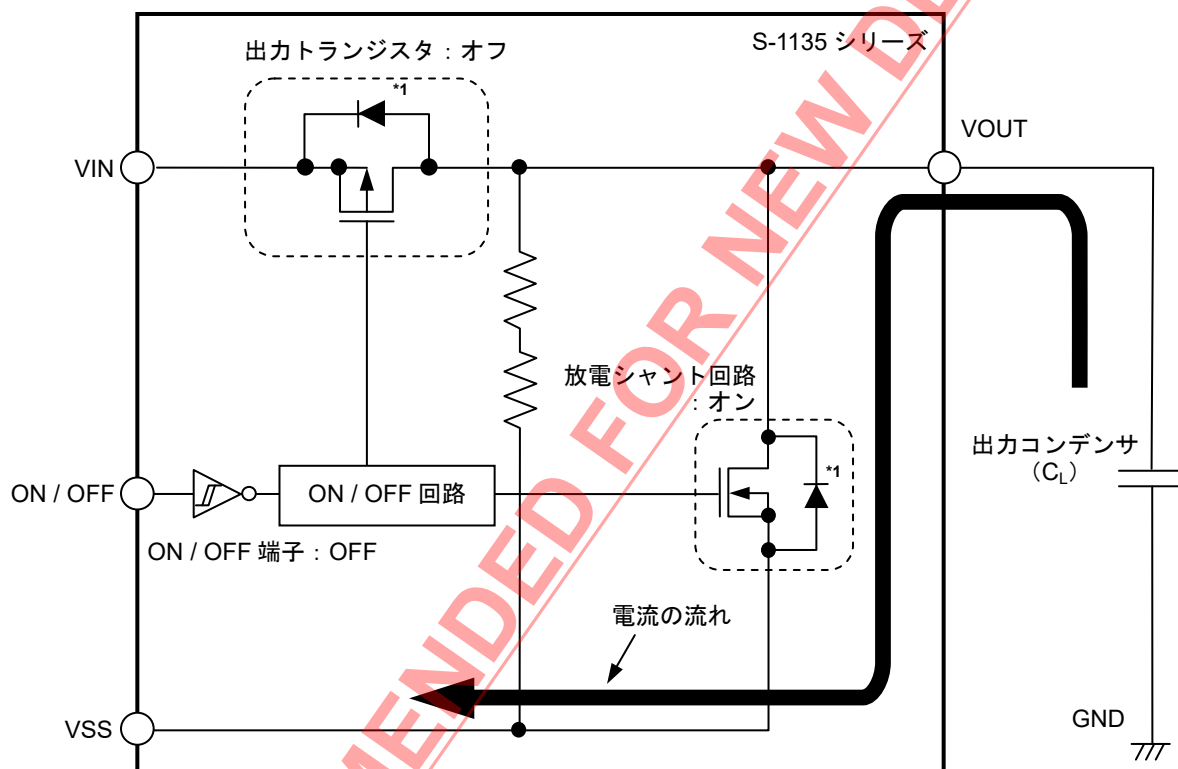 S-1135 シリーズ
出力トランジスタ：オフ
*1
VOUT
VIN
放電シャント回路
：オン
出力コンデンサ
（CL）
*1
ON / OFF
ON / OFF 回路
ON / OFF 端子：OFF
電流の流れ
VSS
GND
MENDED FOR NEW DE